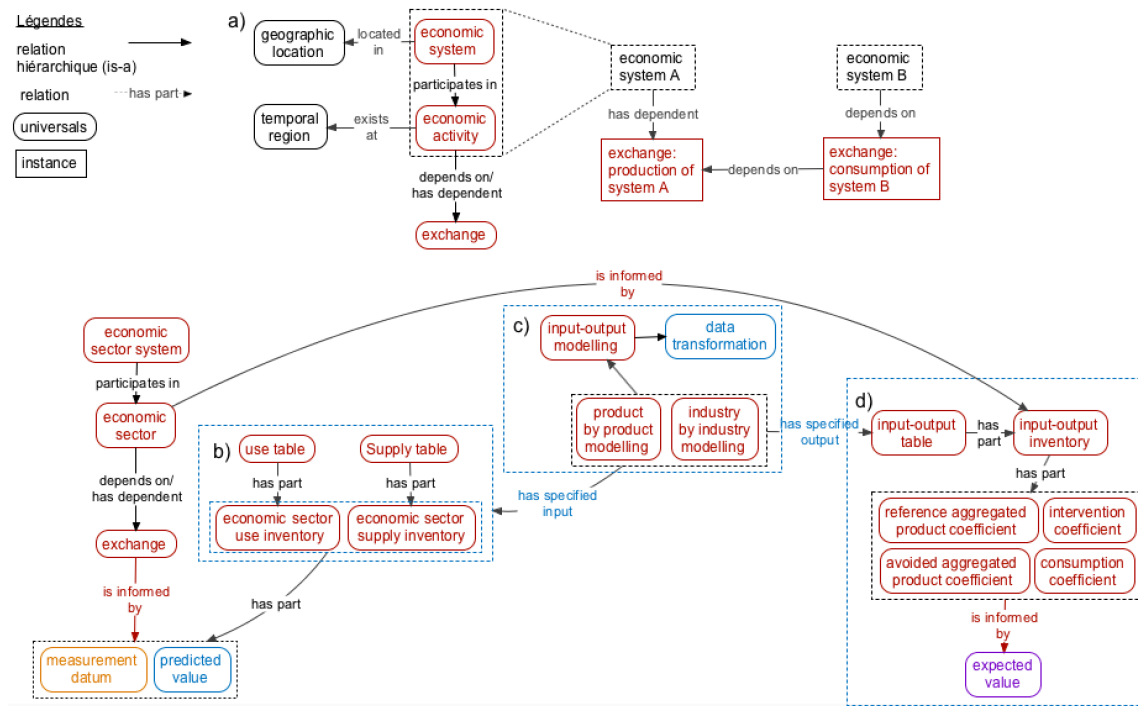 Légendes
relation
hiérarchique (is-a)
relation
has part
universals
instance
a)
geographic
location
located
in
economic
system
participates
in
temporal
region
exists
at
economic
activity
depends on/
has dependent
exchange
economic
system A
has dependent
exchange:
production of
system A
economic
system B
depends on
exchange:
consumption of
system B
depends on
is informed
by
economic
sector system
participates in
economic
sector
depends on/
has dependent
exchange
is informed
by
measurement
datum
predicted
value
b)
use table
Supply table
has part
has part
economic sector
use inventory
economic sector
supply inventory
has part
has specified
input
c)
input-output
modelling
data
transformation
product
by product
modelling
industry
by industry
modelling
has specified
output
d)
input-output
table
has
part
input-output
inventory
has part
reference aggregated
product coefficient
intervention
coefficient
avoided aggregated
product coefficient
consumption
coefficient
is informed
by
expected
value